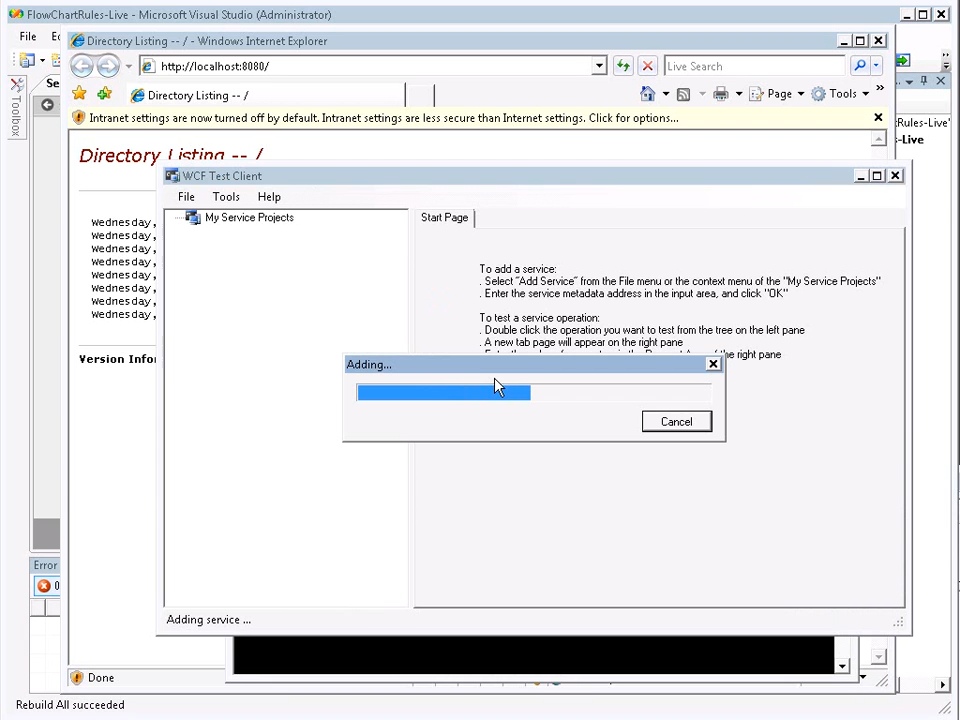 FlowChartRules-Live - Microsoft Visual Studio (Administrator)
File
Directory Listing -- / - Windows Internet Explorer
http://localhost:8080/
Live Search
Directory Listing -- /
Page
Tools
Toolbox
Intranet settings are now turned off by default. Intranet settings are less secure than Internet settings. Click for options...
Directory Listing -- /
WCF Test Client
File Tools Help
My Service Projects
Start Page
Wednesday,
Wednesday,
Wednesday,
Wednesday,
Wednesday,
Wednesday,
Wednesday,
Wednesday,
To add a service:
. Select "Add Service" from the File menu or the context menu of the "My Service Projects"
. Enter the service metadata address in the input area, and click "OK"
To test a service operation:
. Double click the operation you want to test from the tree on the left pane
. A new tab page will appear on the right pane
the right pane
Version
Adding...
Cancel
Error
0
Adding service ...
Done
Rebuild All succeeded